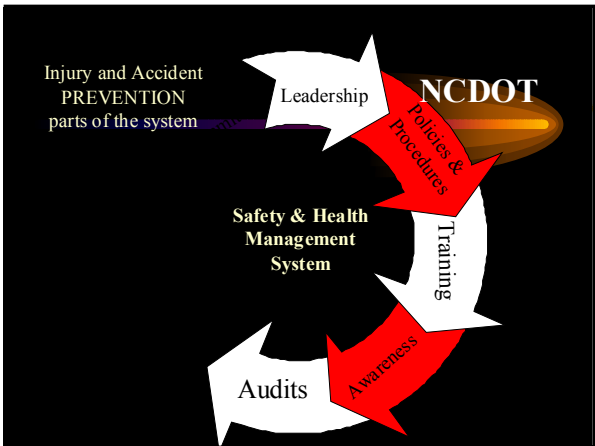 Injury and Accident
PREVENTION
parts of the system
Leadership
NCDOT
Policies &
Procedures
Safety & Health
Management
System
Training
Awareness
Audits